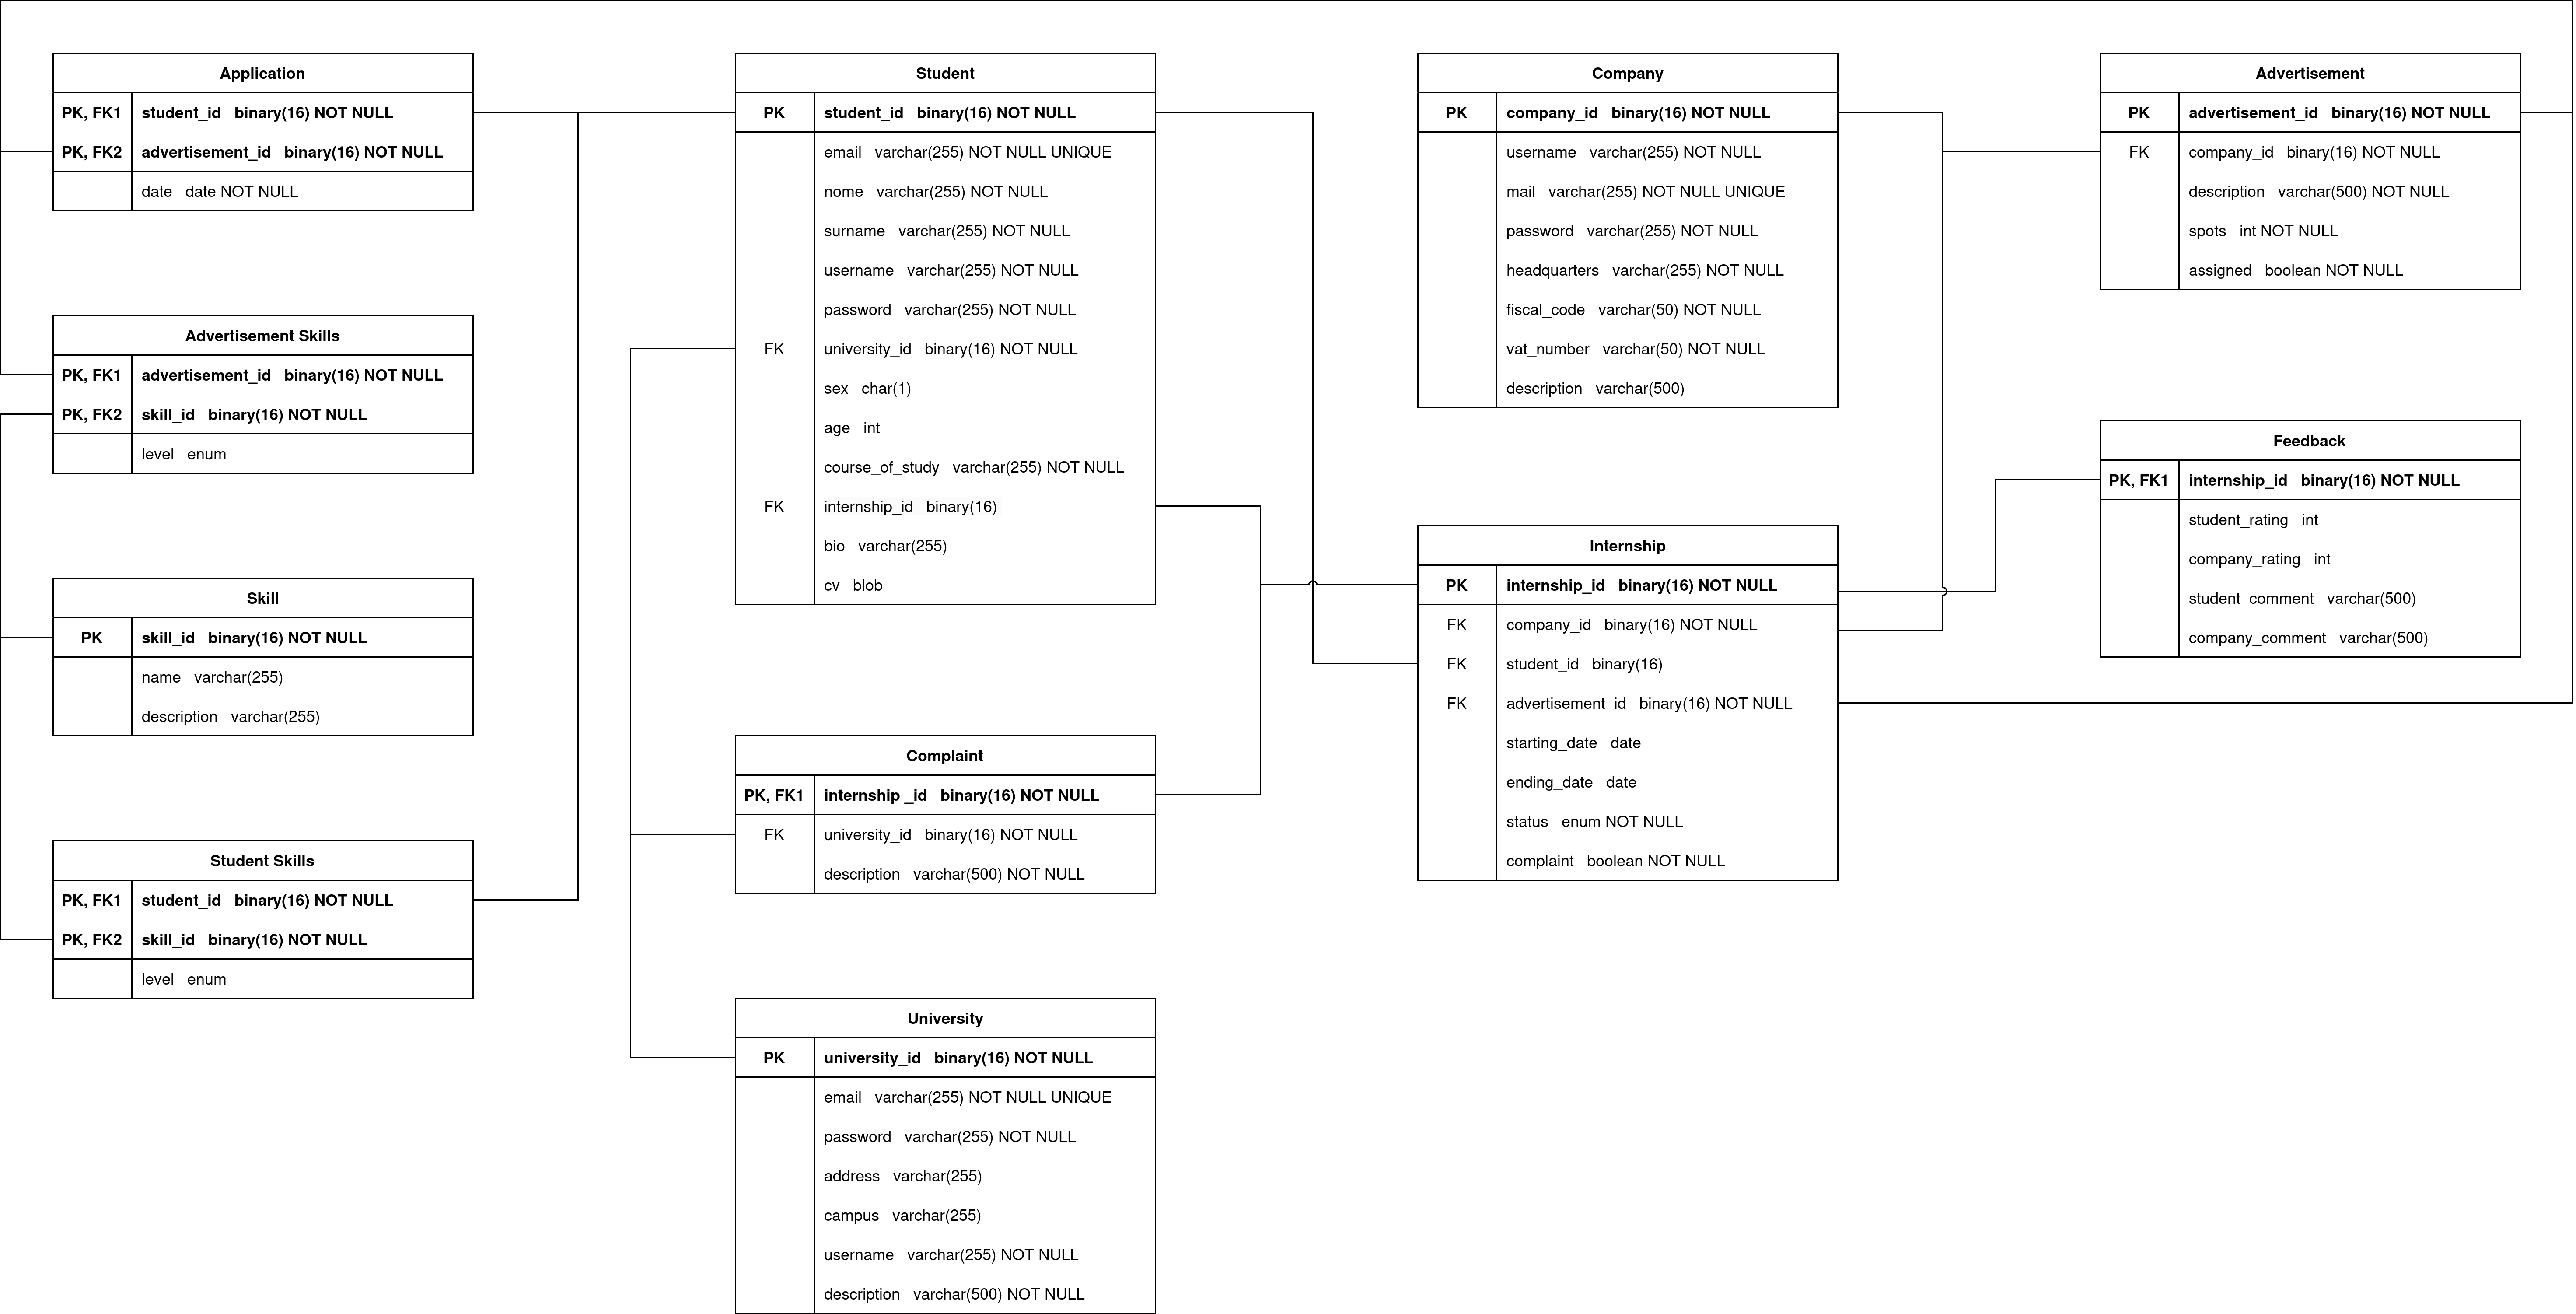 Application
PK, FK1 student_id binary(16) NOT NULL
PK, FK2 advertisement_id binary(16) NOT NULL
date date NOT NULL
Advertisement Skills
PK, FK1 advertisement_id binary(16) NOT NULL
PK, FK2 skill_id binary(16) NOT NULL
level enum
Skill
PK skill_id binary(16) NOT NULL
name varchar(255)
description varchar(255)
Student Skills
PK, FK1 student_id binary(16) NOT NULL
PK, FK2 skill_id binary(16) NOT NULL
level enum
Student
PK student_id binary(16) NOT NULL
email varchar(255) NOT NULL UNIQUE
nome varchar(255) NOT NULL
surname varchar(255) NOT NULL
username varchar(255) NOT NULL
password varchar(255) NOT NULL
FK university_id binary(16) NOT NULL
sex char(1)
age int
course_of_study varchar(255) NOT NULL
FK internship_id binary(16)
bio varchar(255)
cv blob
Complaint
PK, FK1 internship _id binary(16) NOT NULL
FK university_id binary(16) NOT NULL
description varchar(500) NOT NULL
University
PK university_id binary(16) NOT NULL
email varchar(255) NOT NULL UNIQUE
password varchar(255) NOT NULL
address varchar(255)
campus varchar(255)
username varchar(255) NOT NULL
description varchar(500) NOT NULL
Company
PK company_id binary(16) NOT NULL
username varchar(255) NOT NULL
mail varchar(255) NOT NULL UNIQUE
password varchar(255) NOT NULL
headquarters varchar(255) NOT NULL
fiscal_code varchar(50) NOT NULL
vat_number varchar(50) NOT NULL
description varchar(500)
Internship
PK internship_id binary(16) NOT NULL
FK company_id binary(16) NOT NULL
FK student_id binary(16)
FK advertisement_id binary(16) NOT NULL
starting_date date
ending_date date
status enum NOT NULL
complaint boolean NOT NULL
Advertisement
PK advertisement_id binary(16) NOT NULL
FK company_id binary(16) NOT NULL
description varchar(500) NOT NULL
spots int NOT NULL
assigned boolean NOT NULL
Feedback
PK, FK1 internship_id binary(16) NOT NULL
student_rating int
company_rating int
student_comment varchar(500)
company_comment varchar(500)